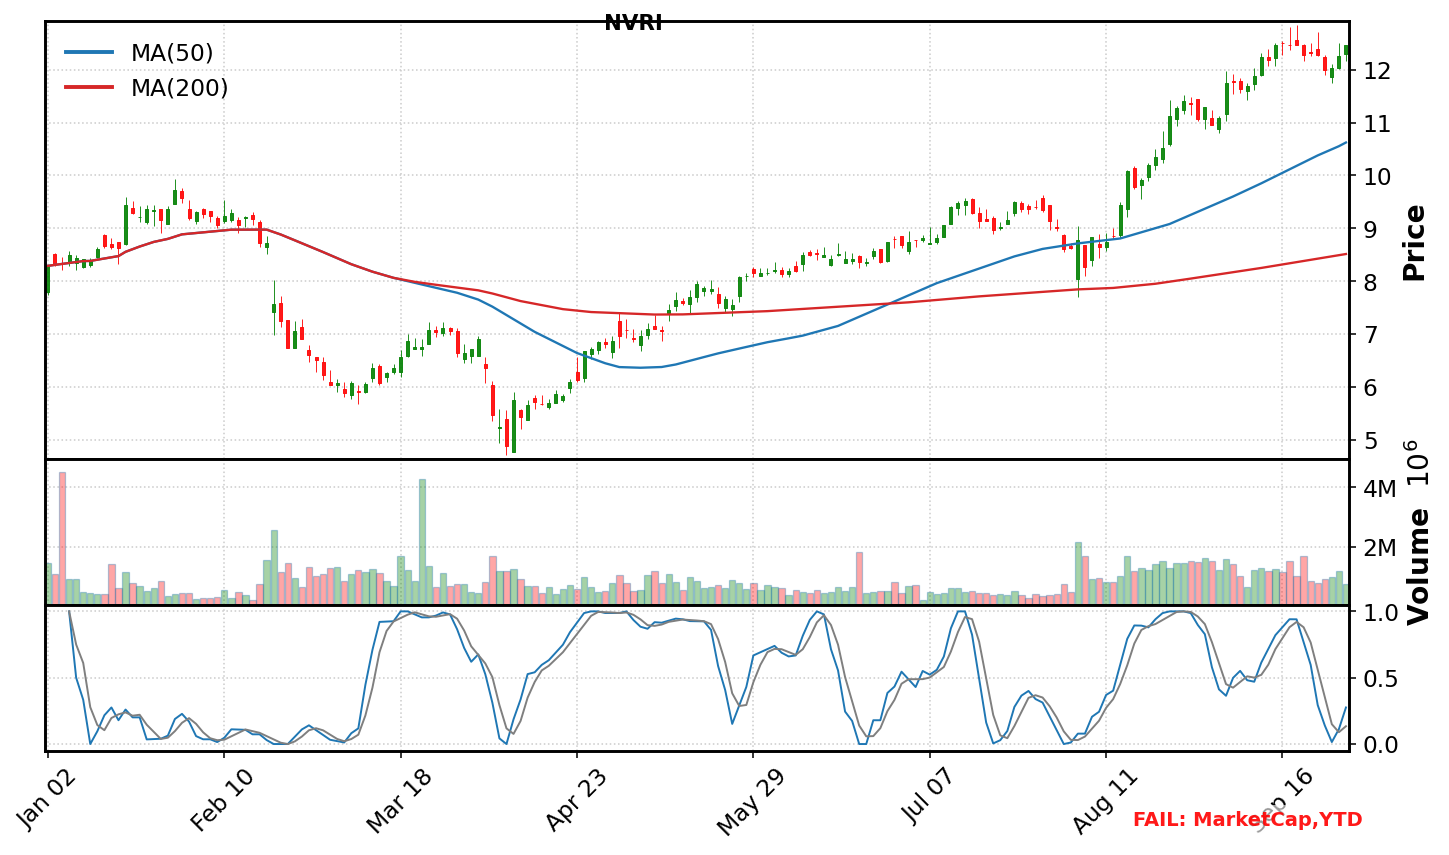 NVRI
MA(50)
MA(200)
12
11
10
9
8
7
6
5
Price
4M
2M
Volume 10^6
1.0
0.5
0.0
Jan 02
Feb 10
Mar 18
Apr 23
May 29
Jul 07
Aug 11
Sep 16
FAIL: MarketCap,YTD